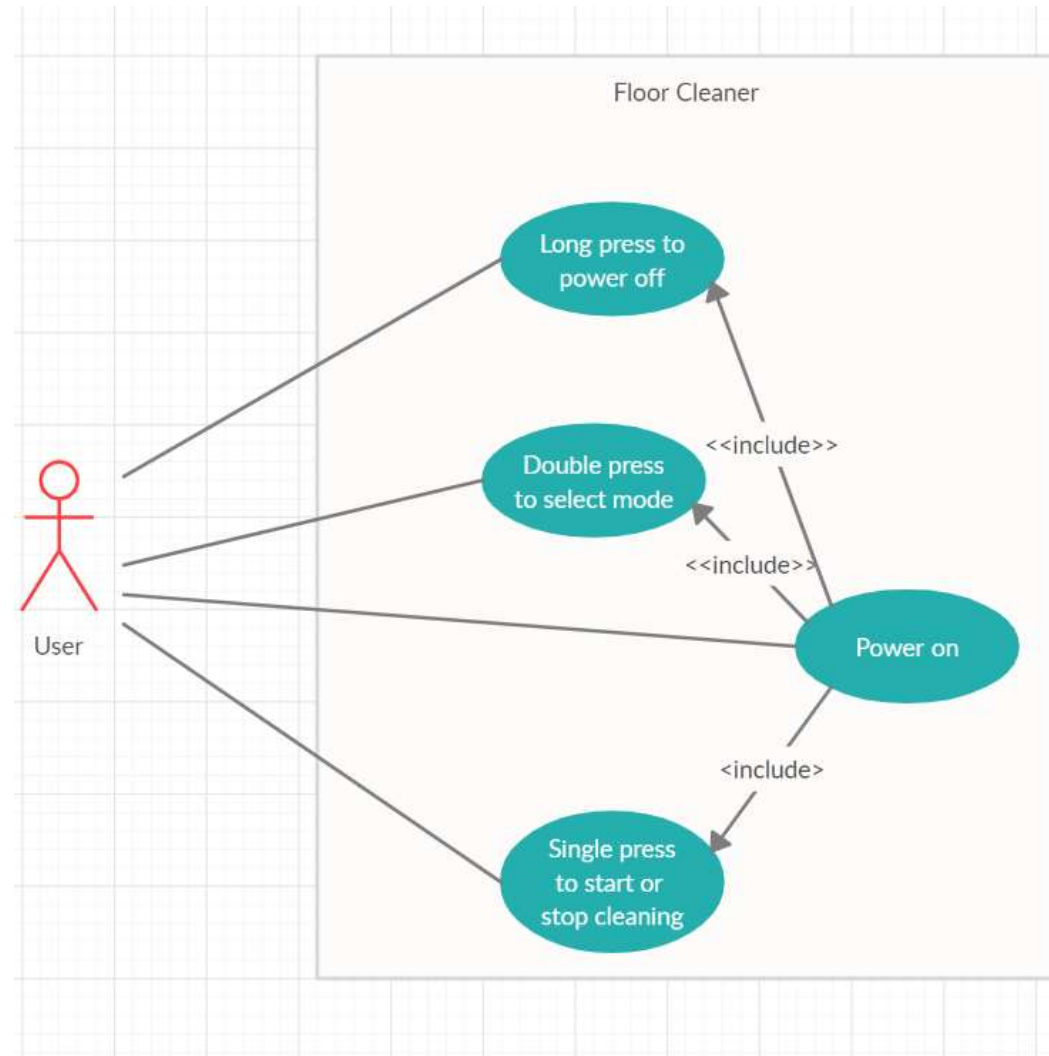 Floor Cleaner
Long press to
power off
<<include>>
Double press
to select mode
<<include>>
Power on
User
<include>
Single press
to start or
stop cleaning